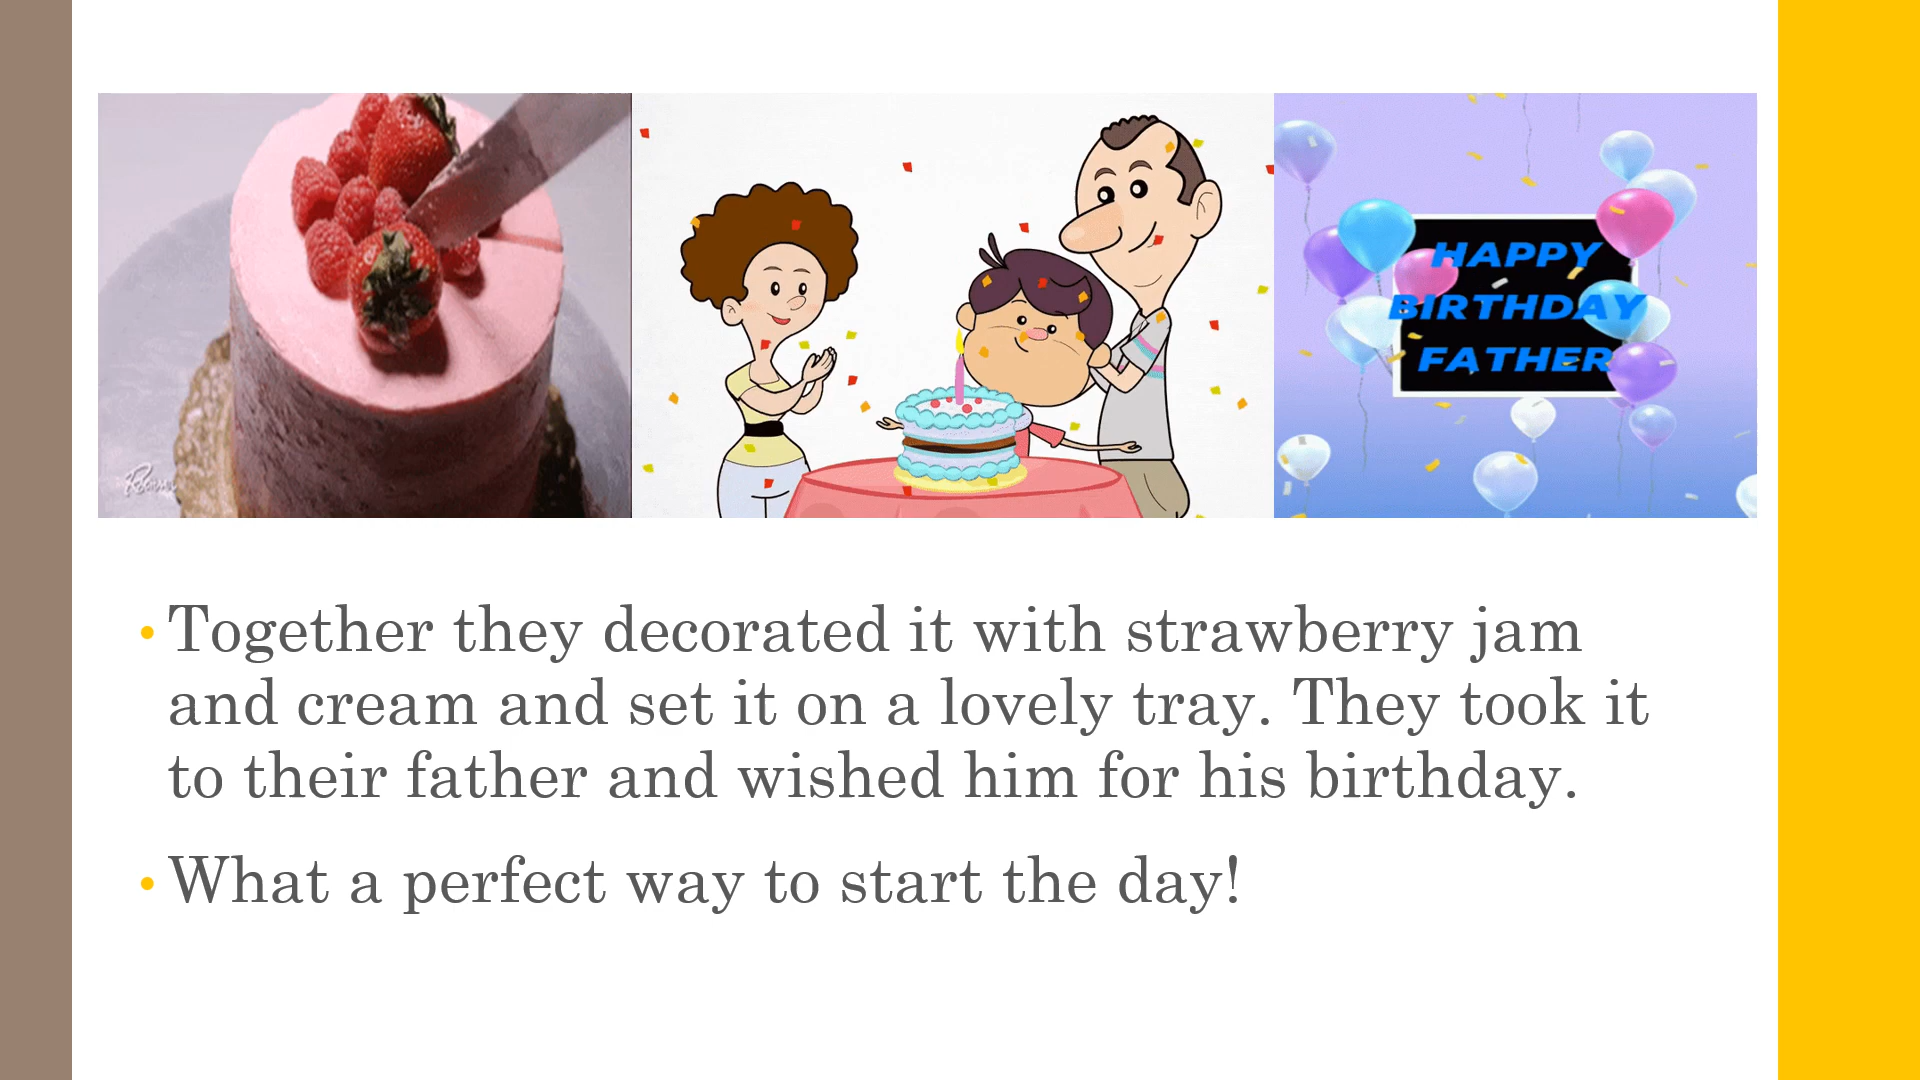 HAPPY
BIRTHDAY
FATHER
• Together they decorated it with strawberry jam
and cream and set it on a lovely tray. They took it
to their father and wished him for his birthday.
• What a perfect way to start the day!